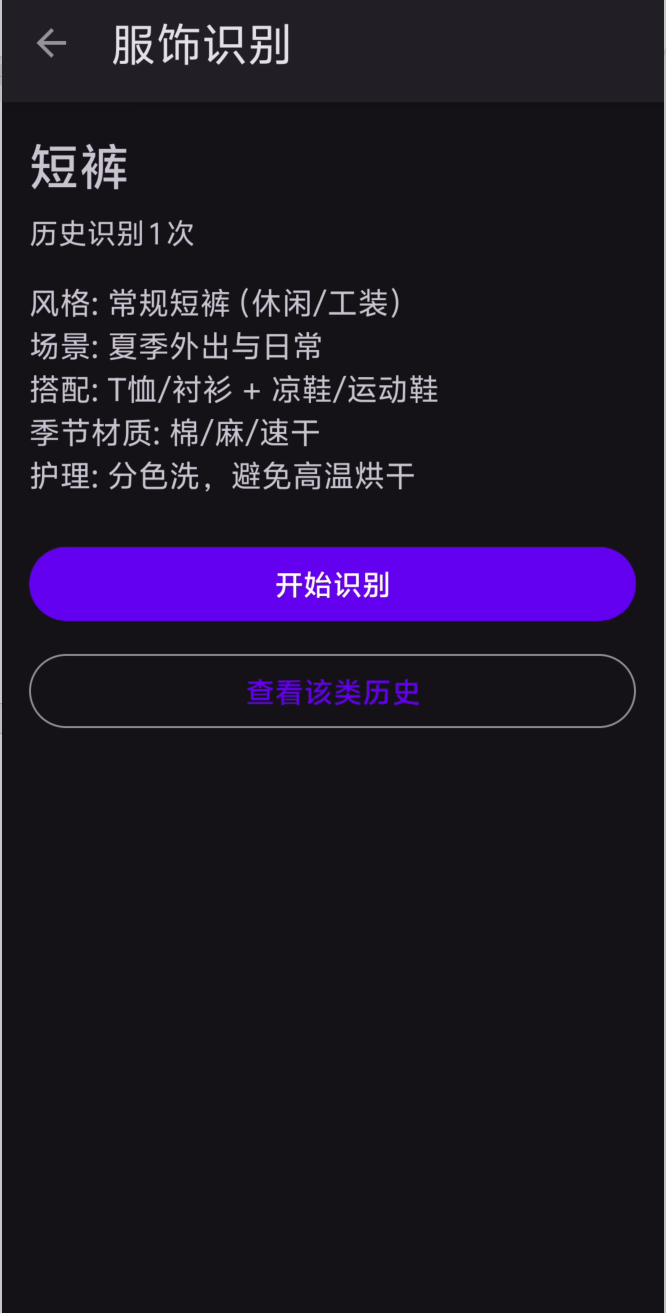 服饰识别
短裤
历史识别1次
风格: 常规短裤 (休闲/工装)
场景: 夏季外出与日常
搭配: T恤/衬衫 + 凉鞋/运动鞋
季节材质: 棉/麻/速干
护理: 分色洗，避免高温烘干
开始识别
查看该类历史